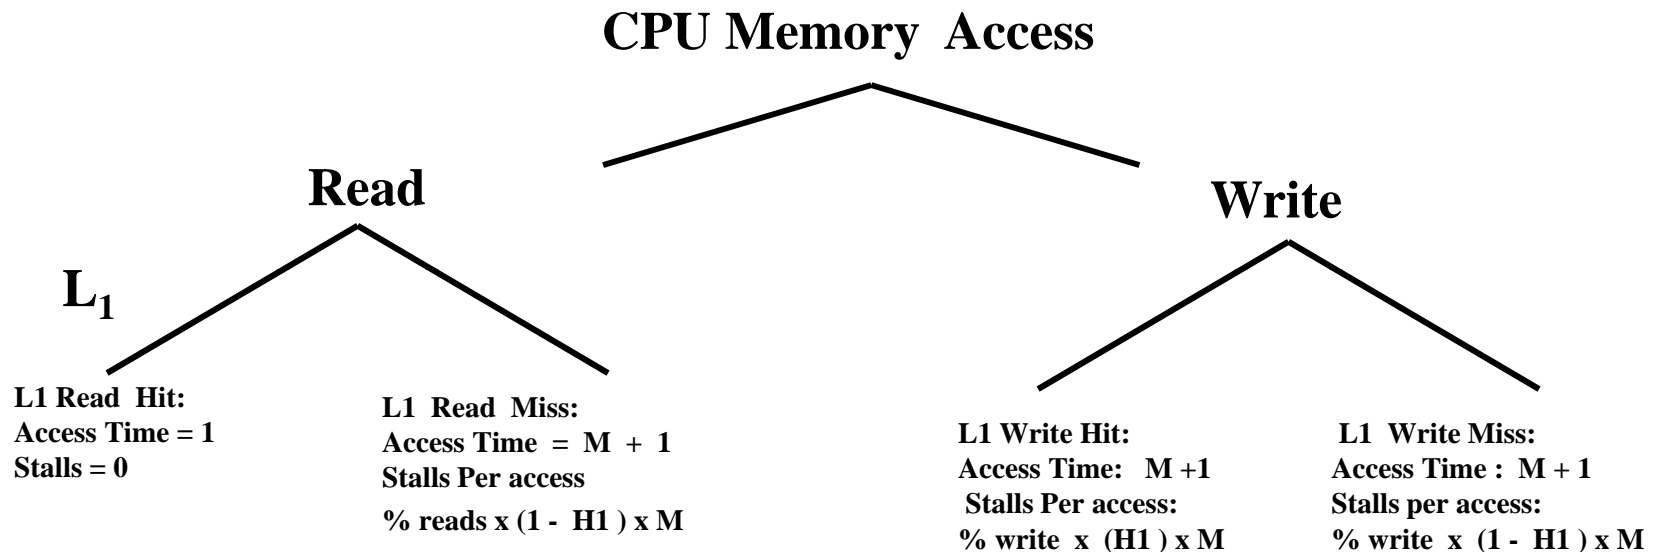 CPU Memory Access
Read
Write
L1
L1 Read Hit:
Access Time = 1
Stalls = 0
L1 Read Miss:
Access Time = M + 1
Stalls Per access
% reads x (1 - H1 ) x M
L1 Write Hit:
Access Time: M +1
Stalls Per access:
% write x (H1 ) x M
L1 Write Miss:
Access Time : M + 1
Stalls per access:
% write x (1 - H1 ) x M